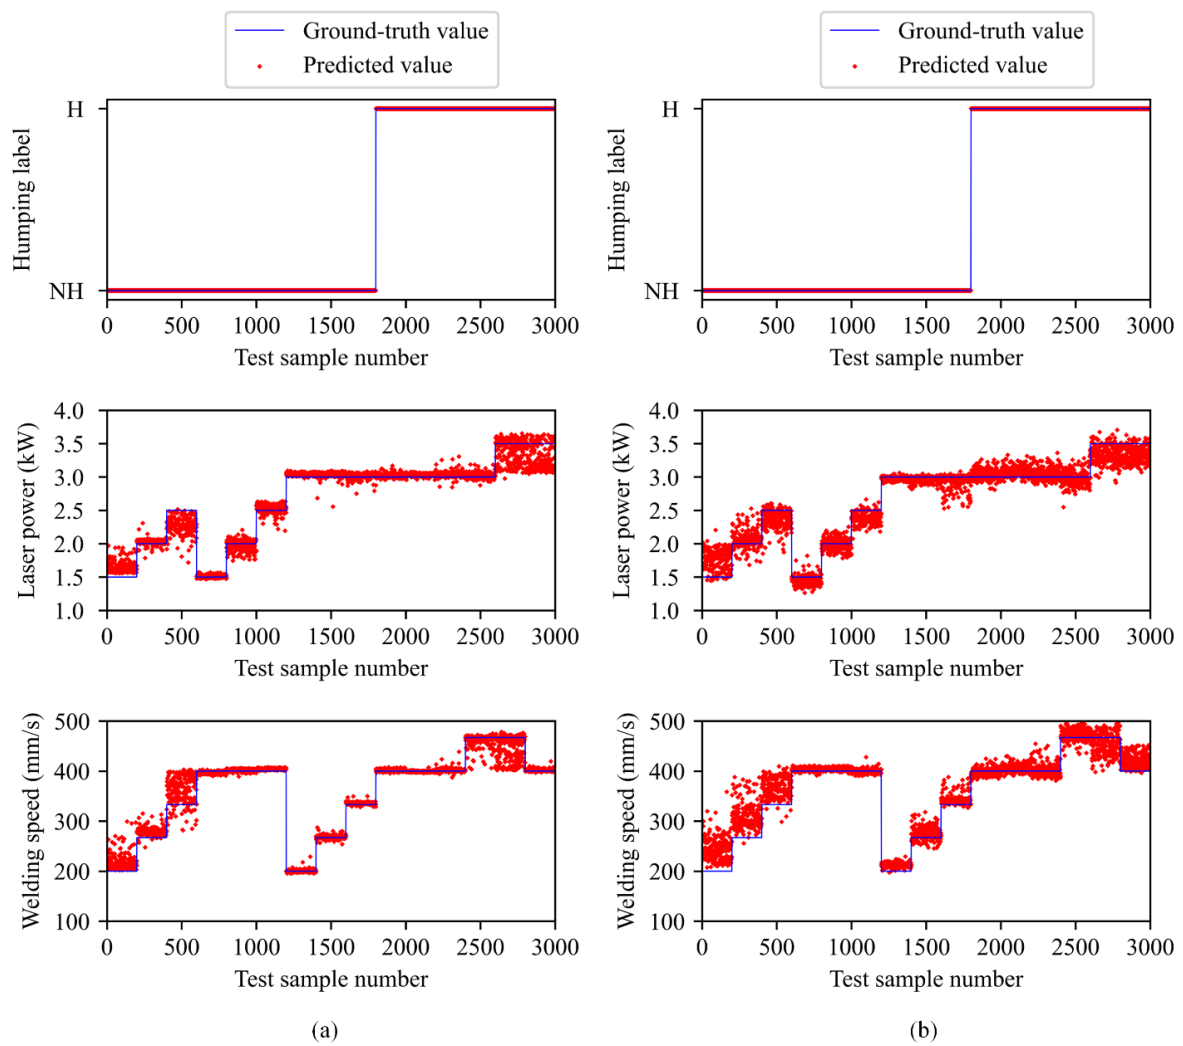 Ground-truth value
Predicted value
H
NH
Humping label
0 500 1000 1500 2000 2500 3000
Test sample number
4.0
3.5
3.0
2.5
2.0
1.5
1.0
Laser power (kW)
0 500 1000 1500 2000 2500 3000
Test sample number
500
400
300
200
100
Welding speed (mm/s)
0 500 1000 1500 2000 2500 3000
Test sample number
(a)
Ground-truth value
Predicted value
H
NH
Humping label
0 500 1000 1500 2000 2500 3000
Test sample number
4.0
3.5
3.0
2.5
2.0
1.5
1.0
Laser power (kW)
0 500 1000 1500 2000 2500 3000
Test sample number
500
400
300
200
100
Welding speed (mm/s)
0 500 1000 1500 2000 2500 3000
Test sample number
(b)